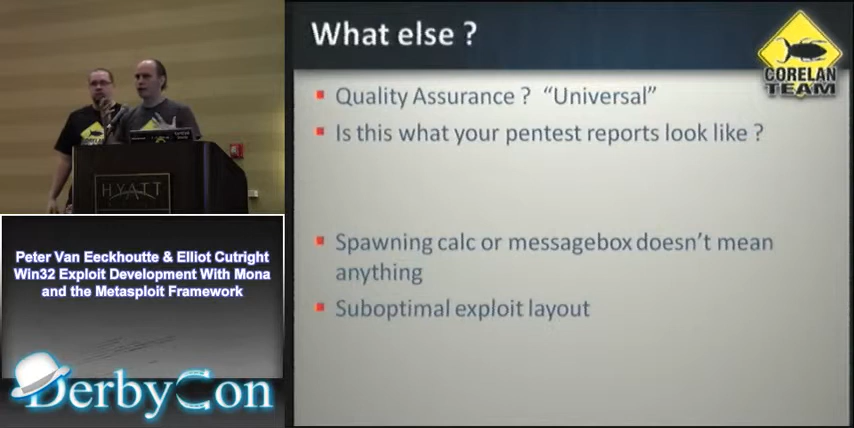 What else ?
CORELAN
TEAM
Quality Assurance ? “Universal”
Is this what your pentest reports look like ?
Spawning calc or messagebox doesn’t mean
anything
Suboptimal exploit layout
HYATT
Peter Van Eeckhoutte & Elliot Cutright
Win32 Exploit Development With Mona
and the Metasploit Framework
DerbyCon